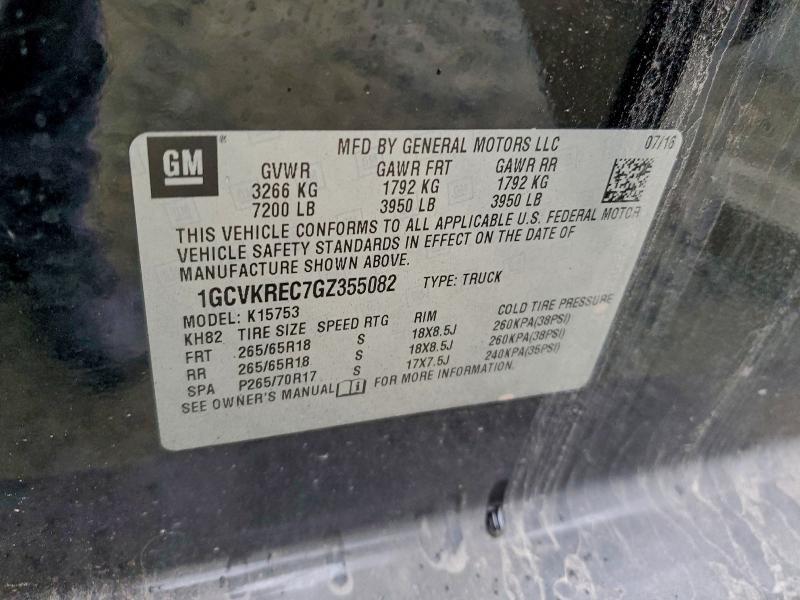 GM
MFD BY GENERAL MOTORS LLC 07/16
GVWR GAWR FRT GAWR RR
3266 KG 1792 KG 1792 KG
7200 LB 3950 LB 3950 LB
THIS VEHICLE CONFORMS TO ALL APPLICABLE U.S. FEDERAL MOTOR
VEHICLE SAFETY STANDARDS IN EFFECT ON THE DATE OF
MANUFACTURE SHOWN ABOVE.
1GCVKREC7GZ355082 TYPE: TRUCK
MODEL: K15753
KH82 TIRE SIZE SPEED RTG RIM COLD TIRE PRESSURE
FRT 265/65R18 S 18X8.5J 260KPA(38PSI)
RR 265/65R18 S 18X8.5J 260KPA(38PSI)
SPA P265/70R17 S 17X7.5J 240KPA(35PSI)
SEE OWNER'S MANUAL FOR MORE INFORMATION.